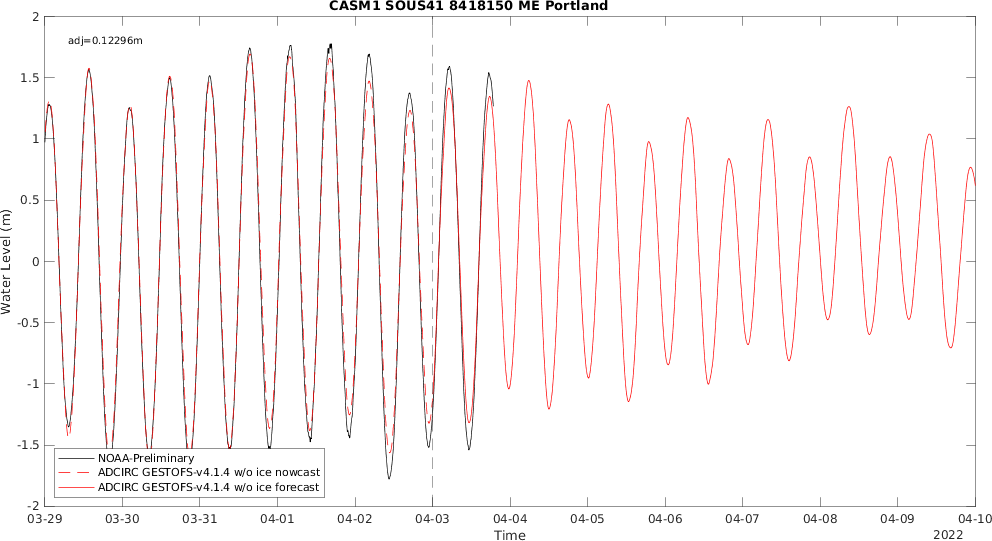 CASM1 SOUS41 8418150 ME Portland
adj=0.12296m
2
1.5
1
0.5
0
-0.5
-1
-1.5
-2
Water Level (m)
NOAA-Preliminary
ADCIRC GESTOFS-v4.1.4 w/o ice nowcast
ADCIRC GESTOFS-v4.1.4 w/o ice forecast
03-29 03-30 03-31 04-01 04-02 04-03 04-04 04-05 04-06 04-07 04-08 04-09 04-10
Time
2022